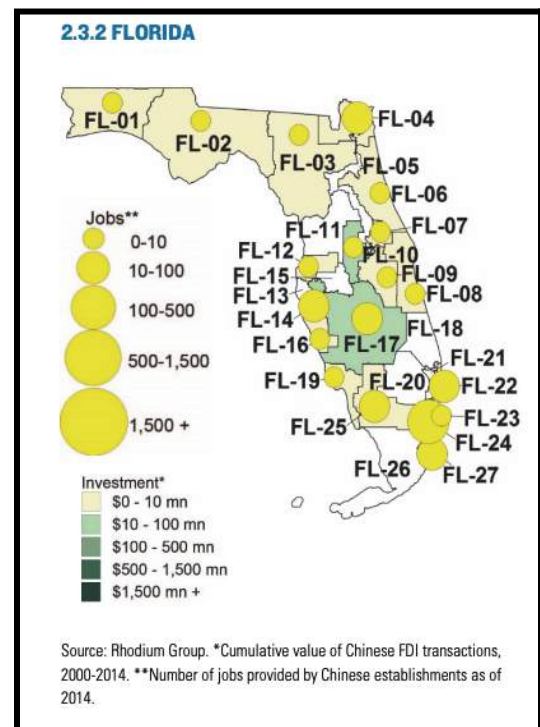 2.3.2 FLORIDA
FL-01
FL-02
FL-03
FL-04
FL-05
FL-06
FL-07
FL-11
FL-10
FL-12
FL-15
FL-09
FL-13
FL-08
FL-14
FL-18
FL-16
FL-17
FL-21
FL-19
FL-20
FL-22
FL-23
FL-25
FL-24
FL-26
FL-27
Jobs**
0-10
10-100
100-500
500-1,500
1,500 +
Investment*
$0 - 10 mn
$10 - 100 mn
$100 - 500 mn
$500 - 1,500 mn
$1,500 mn +
Source: Rhodium Group. *Cumulative value of Chinese FDI transactions,
2000-2014. **Number of jobs provided by Chinese establishments as of
2014.